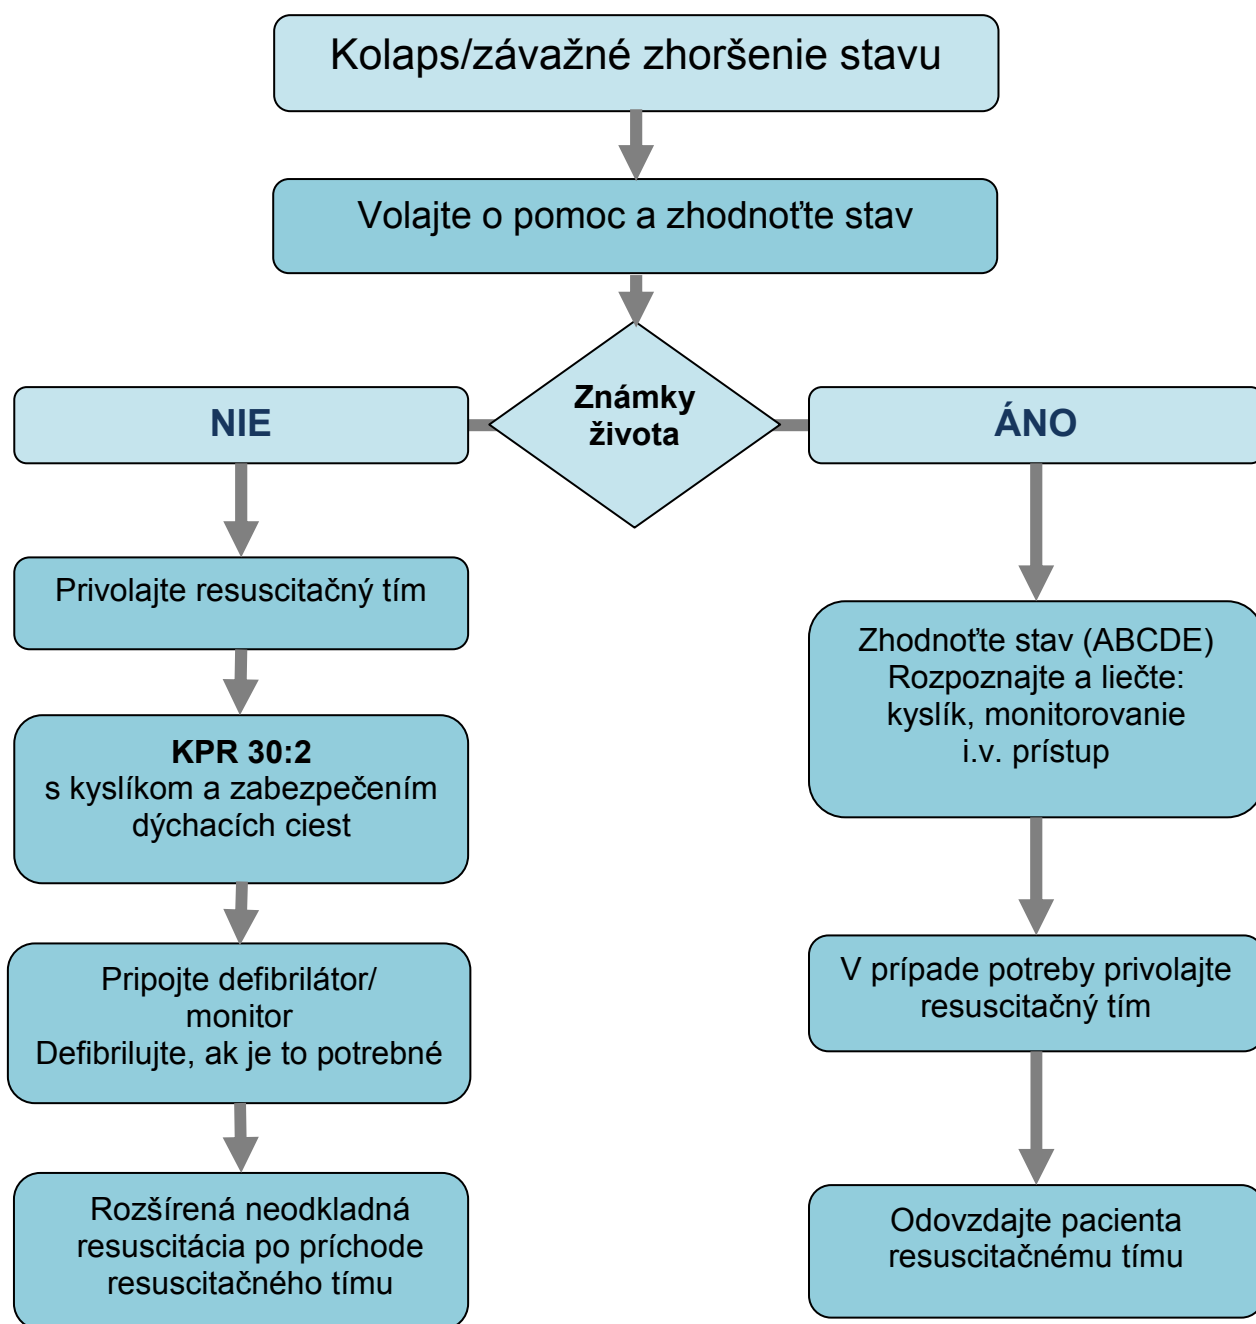 Kolaps/závažné zhoršenie stavu
Volajte o pomoc a zhodnoťte stav
Známky
života
NIE
ÁNO
Privolajte resuscitačný tím
KPR 30:2
s kyslíkom a zabezpečením
dýchacích ciest
Pripojte defibrilátor/
monitor
Defibrilujte, ak je to potrebné
Rozšírená neodkladná
resuscitácia po príchode
resuscitačného tímu
Zhodnoťte stav (ABCDE)
Rozpoznajte a liečte:
kyslík, monitorovanie
i.v. prístup
V prípade potreby privolajte
resuscitačný tím
Odovzdajte pacienta
resuscitačnému tímu